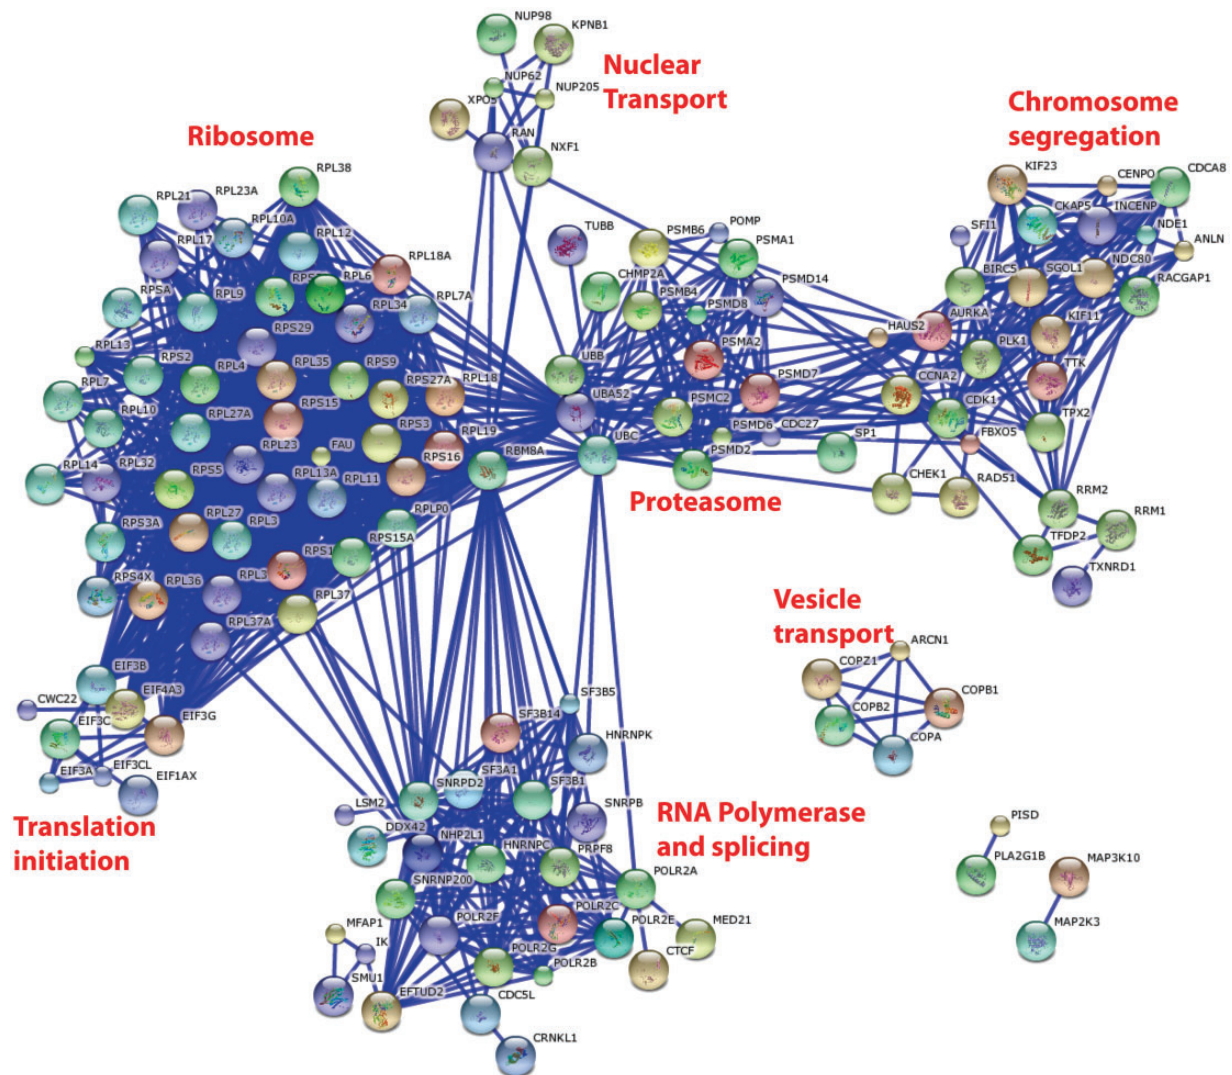 NUP98
KPNB1
NUP62
NUP205
Nuclear
Transport
XPO5
RAN
NXF1
Chromosome
segregation
KIF23
CENPO
CDCA8
CKAP5
INCENP
SFI1
NDE1
ANLN
BIRC5
SGOL1
NDC80
RACGAP1
HAUS2
AURKA
KIF11
PLK1
TTK
CCNA2
CDK1
TPX2
FBXO5
CHEK1
RAD51
RRM2
RRM1
TFDP2
TXNRD1
Ribosome
RPL38
RPL21
RPL23A
RPL10A
RPL17
RPL12
RPL18A
RPSA
RPL9
RPL6
RPL34
RPL7A
RPS29
RPL13
RPS2
RPL4
RPL35
RPS9
RPS27A
RPL18
RPL7
RPL10
RPL27A
RPS15
RPS3
RPL19
RPL23
FAU
RPS16
RPL14
RPL32
RPS5
RPL13A
RPL11
RPS3A
RPL27
RPL3
RPLP0
RPS15A
RPS4X
RPL36
RPL37
RPL37A
TUBB
PSMB6
POMP
PSMA1
CHMP2A
PSMB4
PSMD8
PSMD14
UBB
PSMA2
UBA52
PSMC2
PSMD7
UBC
PSMD6
CDC27
SP1
RBM8A
PSMD2
Proteasome
EIF3B
CWC22
EIF4A3
EIF3C
EIF3G
EIF3A
EIF3CL
EIF1AX
Translation
initiation
Vesicle
transport
ARCN1
COPZ1
COPB1
COPB2
COPA
SF3B5
SF3B14
HNRNPK
SF3A1
SNRPD2
SF3B1
LSM2
SNRPB
DDX42
NHP2L1
HNRNPC
PRPF8
SNRNP200
POLR2A
POLR2F
POLR2C
POLR2E
MED21
MFAP1
IK
POLR2G
POLR2B
CTCF
SMU1
EFTUD2
CDC5L
CRNKL1
RNA Polymerase
and splicing
PISD
PLA2G1B
MAP3K10
MAP2K3